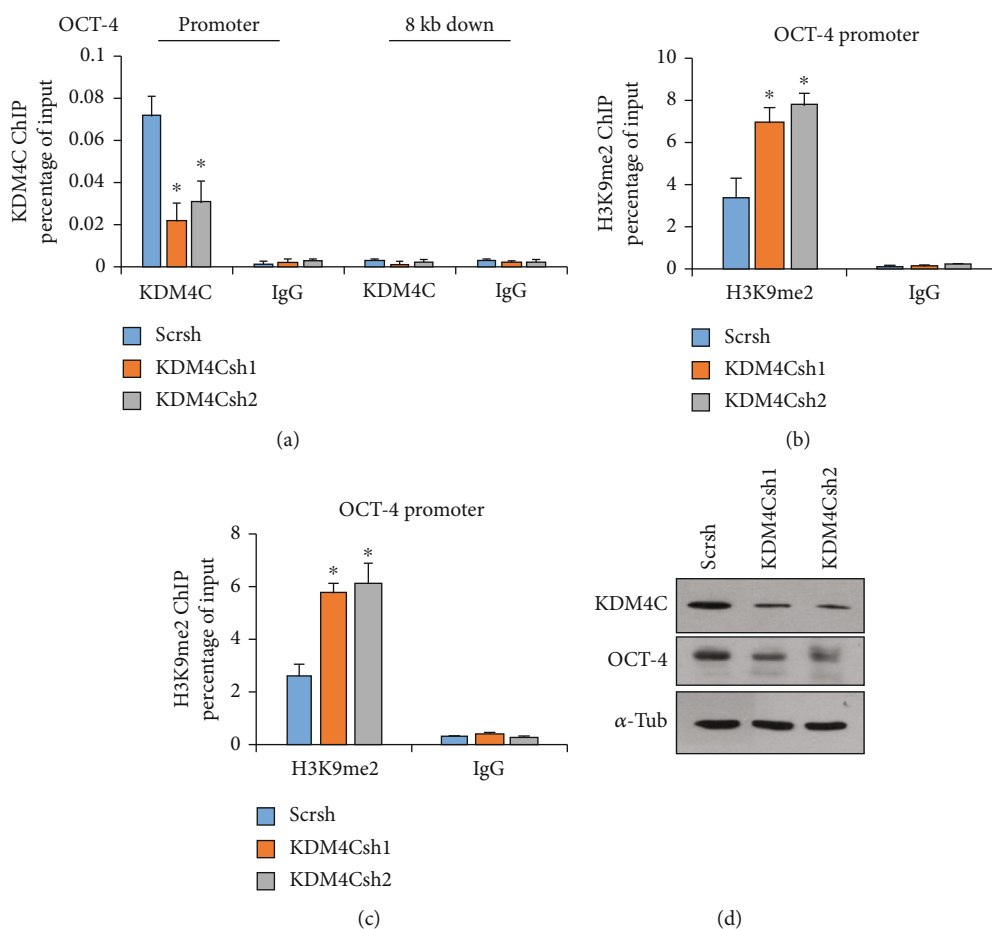 OCT-4 Promoter 8 kb down
KDM4C ChIP
percentage of input
0.1
0.08
0.06
0.04
0.02
0
* *
KDM4C IgG KDM4C IgG
Scrsh
KDM4Csh1
KDM4Csh2
(a)
OCT-4 promoter
H3K9me2 ChIP
percentage of input
10
8
6
4
2
0
* *
H3K9me2 IgG
Scrsh
KDM4Csh1
KDM4Csh2
(b)
OCT-4 promoter
H3K9me2 ChIP
percentage of input
8
6
4
2
0
* *
H3K9me2 IgG
Scrsh
KDM4Csh1
KDM4Csh2
(c)
Scrsh
KDM4Csh1
KDM4Csh2
KDM4C
OCT-4
α-Tub
(d)